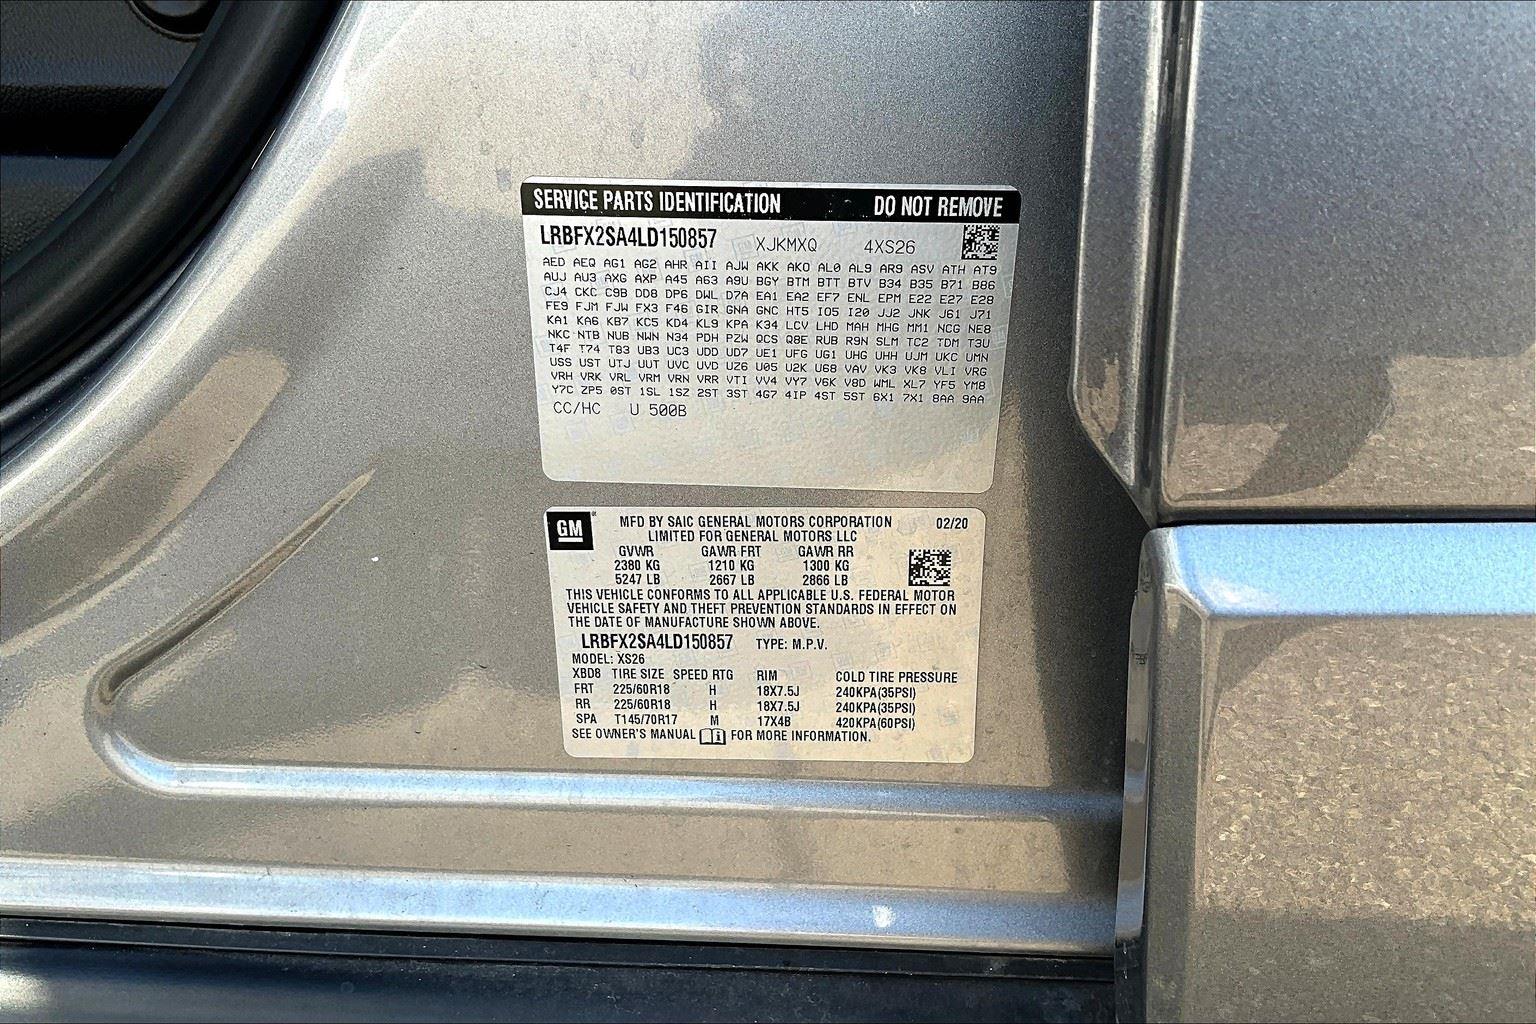 SERVICE PARTS IDENTIFICATION DO NOT REMOVE
LRBFX2SA4LD150857 XJKMXQ 4XS26
AED AEQ AG1 AG2 AHR AII AJW AKK AKO AL0 AL9 AR9 ASV ATH AT9
AUJ AU3 AXG AXP A45 A63 A9U BGY BTM BTT BTV B34 B35 B71 B86
CJ4 CKC C9B DD8 DP6 DWL D7A EA1 EA2 EF7 ENL EPM E22 E27 E28
FE9 FJM FJW FX3 F46 GIR GNA GNC HT5 IO5 I20 JJ2 JNK J61 J71
KA1 KA6 KB7 KC5 KD4 KL9 KPA K34 LCV LHD MAH MHG MM1 NCG NE8
NKC NTB NUB NWN N34 PDH PZW QCS Q8E RUB R9N SLM TC2 TDM T3U
T4F T74 T83 UB3 UC3 UDD UD7 UE1 UFG UG1 UHG UHH UJM UKC UMN
USS UST UTJ UUT UVC UVD UZ6 U05 U2K U68 VAV VK3 VK8 VLI VRG
VRH VRK VRL VRM VRN VRR VTI VV4 VY7 V6K V8D WML XL7 YF5 YM8
Y7C ZP5 0ST 1SL 1SZ 2ST 3ST 4G7 4IP 4ST 5ST 6X1 7X1 8AA 9AA
CC/HC U 500B
GM MFD BY SAIC GENERAL MOTORS CORPORATION 02/20
LIMITED FOR GENERAL MOTORS LLC
GVWR GAWR FRT GAWR RR
2380 KG 1210 KG 1300 KG
5247 LB 2667 LB 2866 LB
THIS VEHICLE CONFORMS TO ALL APPLICABLE U.S. FEDERAL MOTOR
VEHICLE SAFETY AND THEFT PREVENTION STANDARDS IN EFFECT ON
THE DATE OF MANUFACTURE SHOWN ABOVE.
LRBFX2SA4LD150857 TYPE: M.P.V.
MODEL: XS26
XBD8 TIRE SIZE SPEED RTG RIM COLD TIRE PRESSURE
FRT 225/60R18 H 18X7.5J 240KPA(35PSI)
RR 225/60R18 H 18X7.5J 240KPA(35PSI)
SPA T145/70R17 M 17X4B 420KPA(60PSI)
SEE OWNER'S MANUAL FOR MORE INFORMATION.